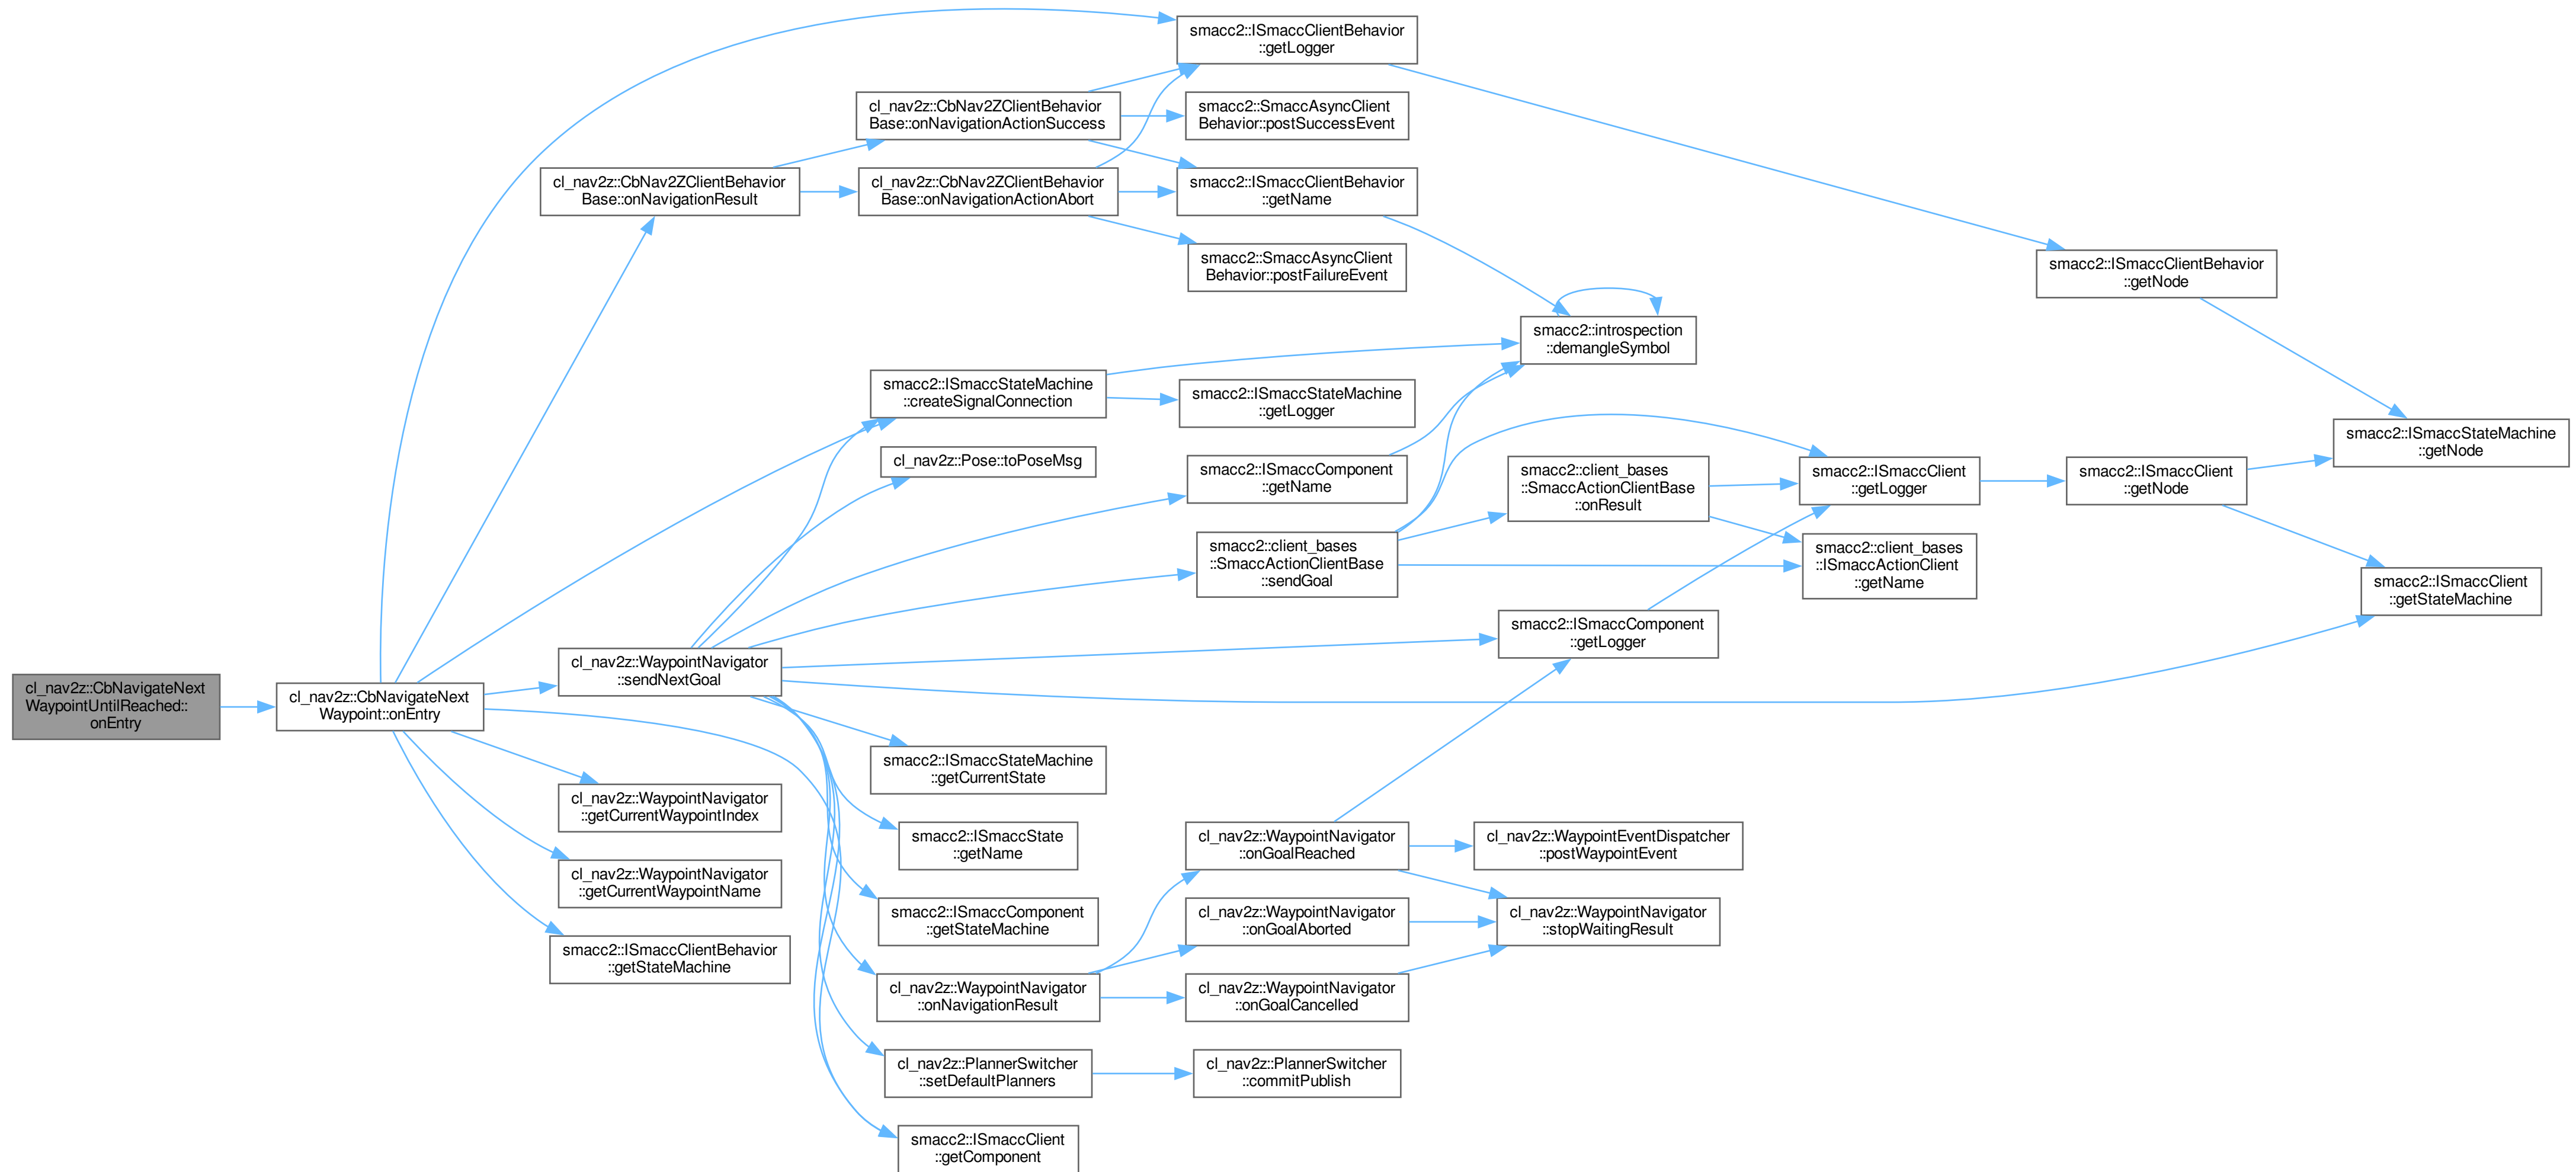 smacc2::ISmaccClientBehavior
::getLogger
cl_nav2z::CbNav2ZClientBehavior
Base::onNavigationActionSuccess
smacc2::SmaccAsyncClient
Behavior::postSuccessEvent
cl_nav2z::CbNav2ZClientBehavior
Base::onNavigationResult
cl_nav2z::CbNav2ZClientBehavior
Base::onNavigationActionAbort
smacc2::ISmaccClientBehavior
::getName
smacc2::SmaccAsyncClient
Behavior::postFailureEvent
smacc2::ISmaccClientBehavior
::getNode
smacc2::introspection
::demangleSymbol
smacc2::ISmaccStateMachine
::createSignalConnection
smacc2::ISmaccStateMachine
::getLogger
cl_nav2z::Pose::toPoseMsg
smacc2::ISmaccComponent
::getName
smacc2::client_bases
::SmaccActionClientBase
::onResult
smacc2::ISmaccClient
::getLogger
smacc2::ISmaccClient
::getNode
smacc2::ISmaccStateMachine
::getNode
smacc2::client_bases
::SmaccActionClientBase
::sendGoal
smacc2::client_bases
::ISmaccActionClient
::getName
smacc2::ISmaccClient
::getStateMachine
smacc2::ISmaccComponent
::getLogger
cl_nav2z::CbNavigateNext
WaypointUntilReached::
onEntry
cl_nav2z::CbNavigateNext
Waypoint::onEntry
cl_nav2z::WaypointNavigator
::sendNextGoal
smacc2::ISmaccStateMachine
::getCurrentState
cl_nav2z::WaypointNavigator
::getCurrentWaypointIndex
smacc2::ISmaccState
::getName
cl_nav2z::WaypointNavigator
::onGoalReached
cl_nav2z::WaypointEventDispatcher
::postWaypointEvent
cl_nav2z::WaypointNavigator
::getCurrentWaypointName
smacc2::ISmaccComponent
::getStateMachine
cl_nav2z::WaypointNavigator
::onGoalAborted
cl_nav2z::WaypointNavigator
::stopWaitingResult
smacc2::ISmaccClientBehavior
::getStateMachine
cl_nav2z::WaypointNavigator
::onNavigationResult
cl_nav2z::WaypointNavigator
::onGoalCancelled
cl_nav2z::PlannerSwitcher
::setDefaultPlanners
cl_nav2z::PlannerSwitcher
::commitPublish
smacc2::ISmaccClient
::getComponent